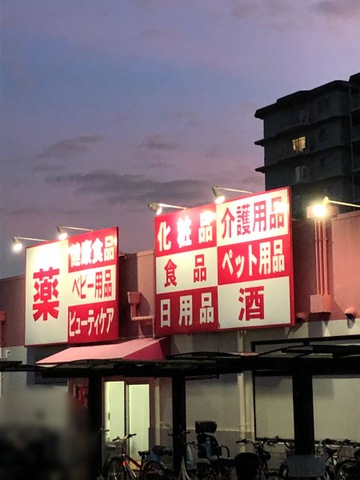 薬
健康食品
ベビー用品
ビューティケア
化粧品
介護用品
食品
ペット用品
日用品
酒